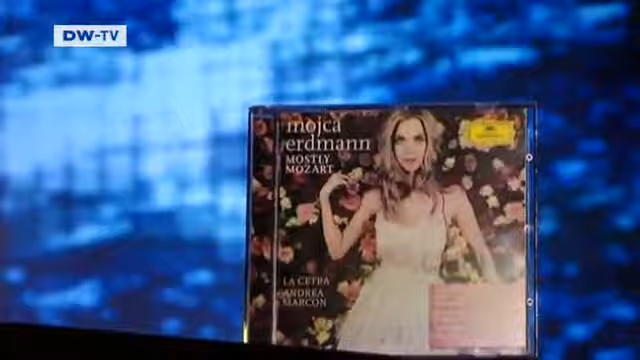 DW-TV
mojca
erdmann
MOSTLY
MOZART
LA CETRA
ANDREA
MARCON